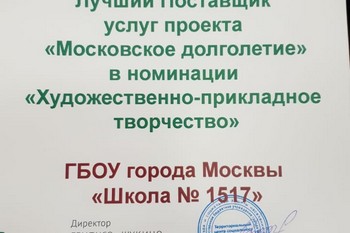 Лучший Поставщик
услуг проекта
«Московское долголетие»
в номинации
«Художественно-прикладное
творчество»
ГБОУ города Москвы
«Школа № 1517»
Директор